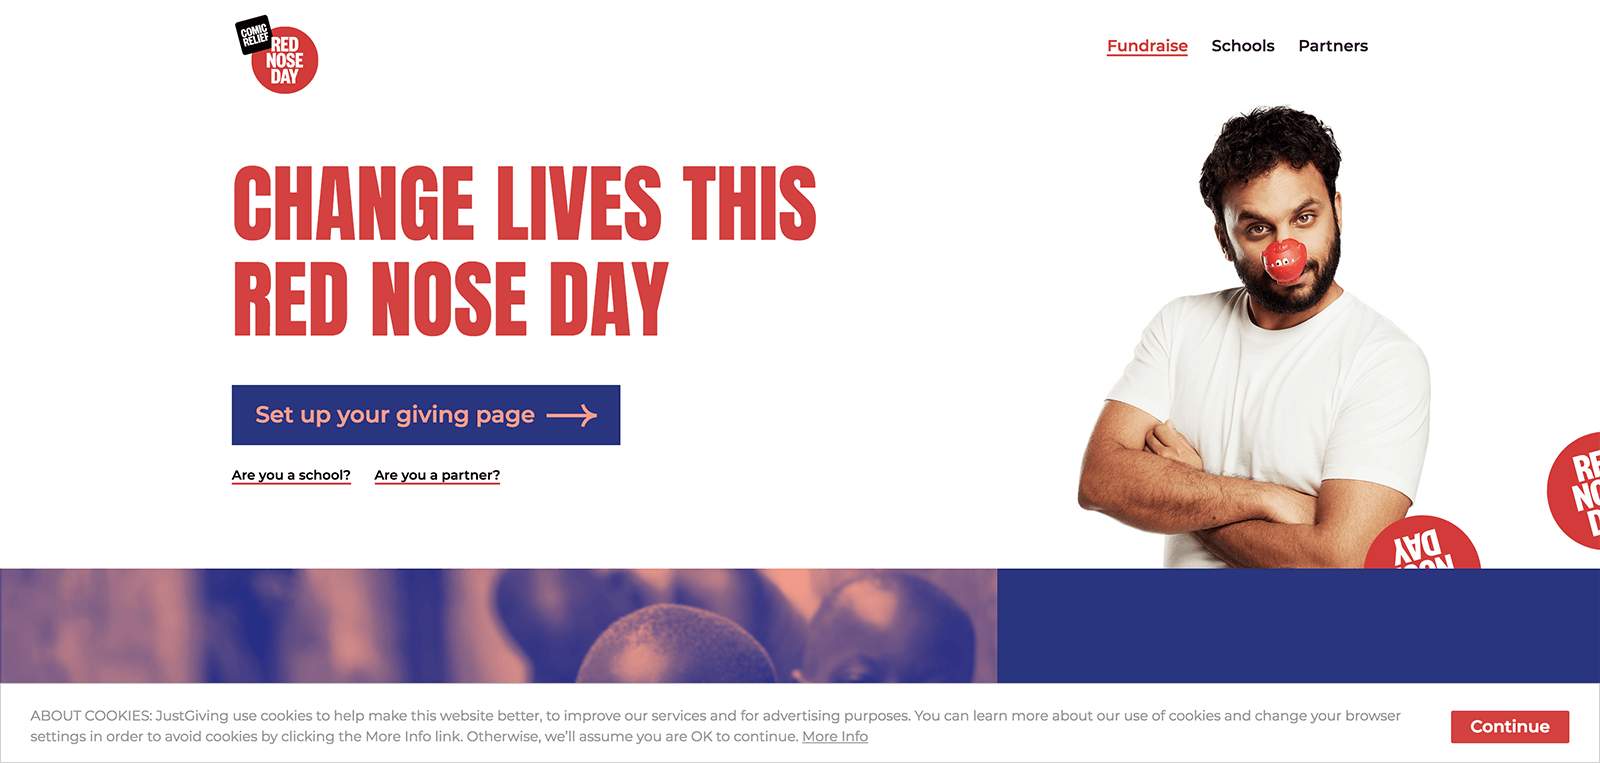 COMIC
RELIEF
RED
NOSE
DAY
Fundraise
Schools
Partners
CHANGE LIVES THIS
RED NOSE DAY
Set up your giving page
Are you a school?
Are you a partner?
DAY
ABOUT COOKIES: JustGiving use cookies to help make this website better, to improve our services and for advertising purposes. You can learn more about our use of cookies and change your browser
settings in order to avoid cookies by clicking the More Info link. Otherwise, we'll assume you are OK to continue. More Info
Continue